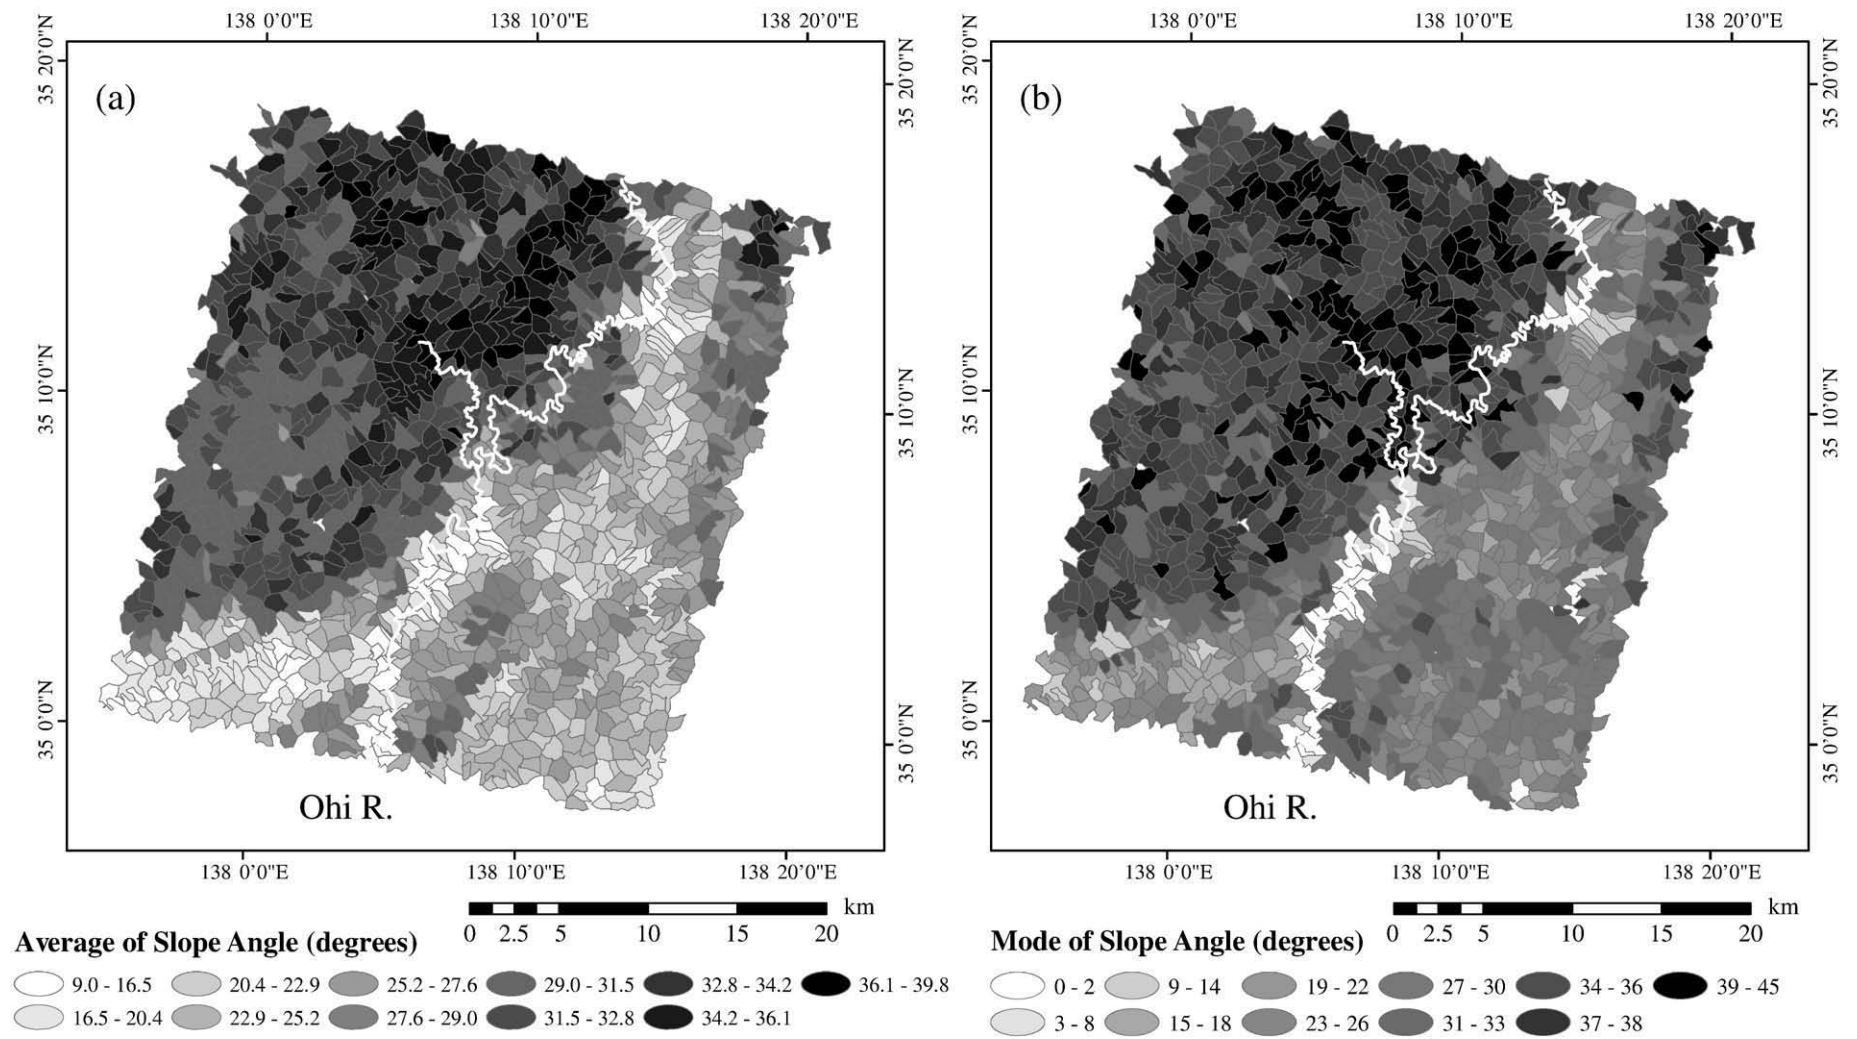 138 0'0"E 138 10'0"E 138 20'0"E 138 0'0"E 138 10'0"E 138 20'0"E
35 20'0"N
35 20'0"N
35 20'0"N
35 20'0"N
(a)
(b)
35 10'0"N
35 10'0"N
35 10'0"N
35 10'0"N
35 0'0"N
35 0'0"N
35 0'0"N
35 0'0"N
Ohi R.
Ohi R.
138 0'0"E 138 10'0"E 138 20'0"E 138 0'0"E 138 10'0"E 138 20'0"E
km
0 2.5 5 10 15 20
km
0 2.5 5 10 15 20
Average of Slope Angle (degrees)
9.0 - 16.5 20.4 - 22.9 25.2 - 27.6 29.0 - 31.5 32.8 - 34.2 36.1 - 39.8
16.5 - 20.4 22.9 - 25.2 27.6 - 29.0 31.5 - 32.8 34.2 - 36.1
Mode of Slope Angle (degrees)
0 - 2 9 - 14 19 - 22 27 - 30 34 - 36 39 - 45
3 - 8 15 - 18 23 - 26 31 - 33 37 - 38